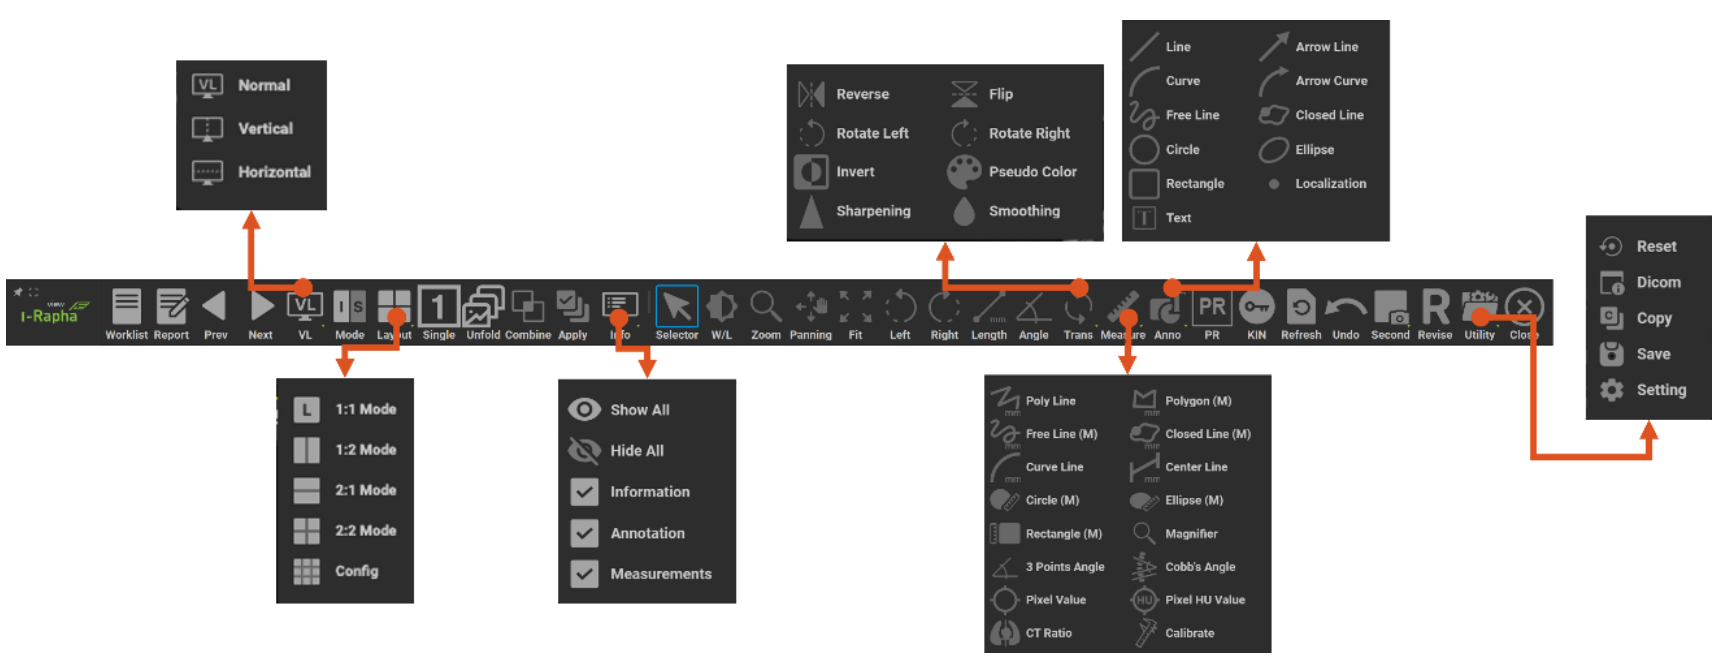 VL Normal
Vertical
Horizontal
Reverse
Flip
Rotate Left
Rotate Right
Invert
Pseudo Color
Sharpening
Smoothing
Line
Arrow Line
Curve
Arrow Curve
Free Line
Closed Line
Circle
Ellipse
Rectangle
Localization
T Text
Reset
Dicom
C Copy
Save
Setting
VIEW
I-Rapha
VL
I S
1
PR
R
Worklist Report Prev Next VL Mode Layout Single Unfold Combine Apply Info Selector W/L Zoom Panning Fit Left Right Length Angle Trans Measure Anno PR KIN Refresh Undo Second Revise Utility Close
L 1:1 Mode
1:2 Mode
2:1 Mode
2:2 Mode
Config
Show All
Hide All
Information
Annotation
Measurements
mm Poly Line
mm Polygon (M)
mm Free Line (M)
mm Closed Line (M)
mm Curve Line
mm Center Line
Circle (M)
Ellipse (M)
Rectangle (M)
Magnifier
3 Points Angle
Cobb's Angle
Pixel Value
HU Pixel HU Value
CT Ratio
Calibrate